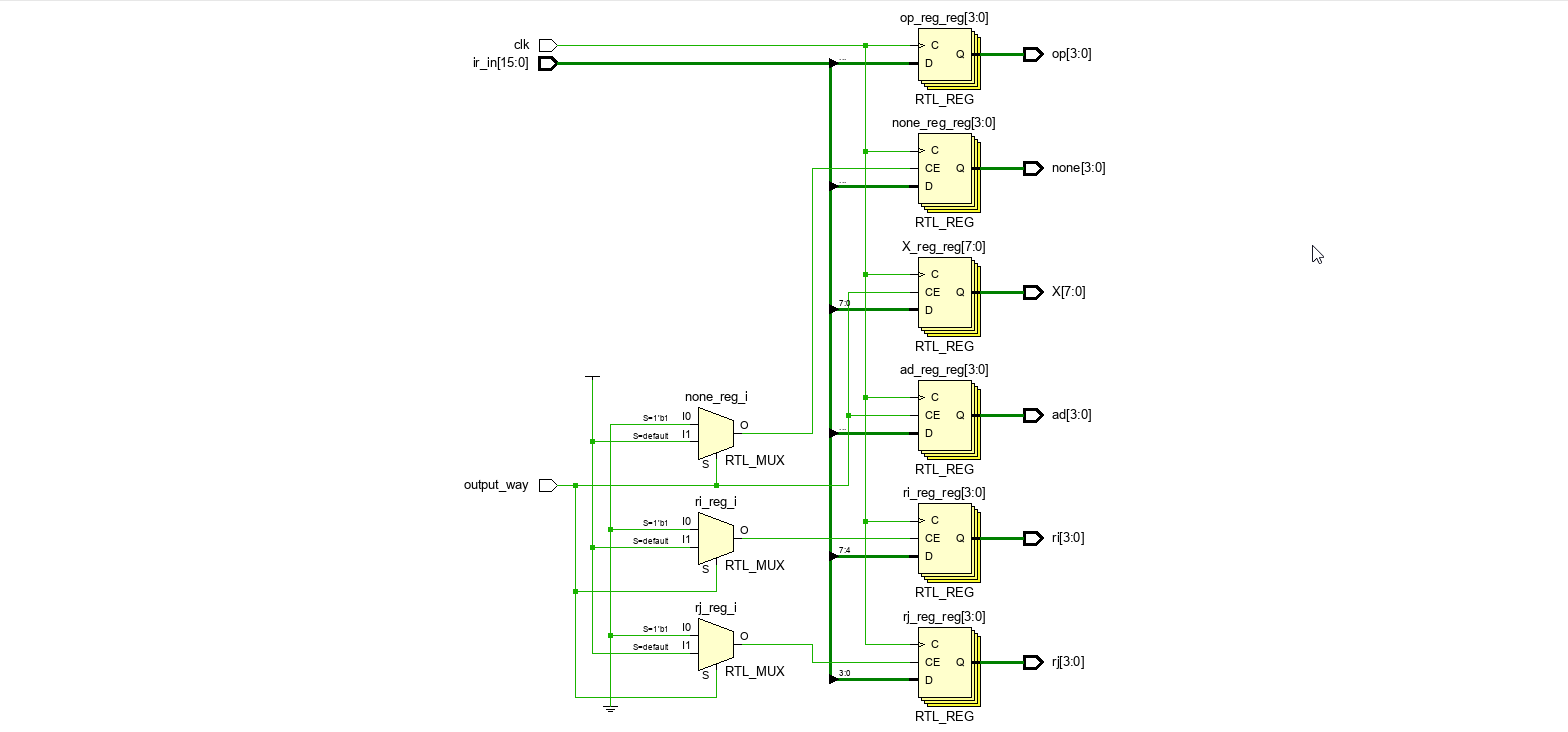 op_reg_reg[3:0]
clk
C
Q
op[3:0]
ir_in[15:0]
...
D
RTL_REG
none_reg_reg[3:0]
C
CE
Q
none[3:0]
...
D
RTL_REG
X_reg_reg[7:0]
C
CE
Q
X[7:0]
7:0
D
RTL_REG
ad_reg_reg[3:0]
C
CE
Q
ad[3:0]
...
D
RTL_REG
none_reg_i
S=1'b1
I0
O
S=default
I1
S
RTL_MUX
output_way
ri_reg_reg[3:0]
C
CE
Q
ri[3:0]
7:4
D
RTL_REG
ri_reg_i
S=1'b1
I0
O
S=default
I1
S
RTL_MUX
rj_reg_reg[3:0]
C
CE
Q
rj[3:0]
3:0
D
RTL_REG
rj_reg_i
S=1'b1
I0
O
S=default
I1
S
RTL_MUX